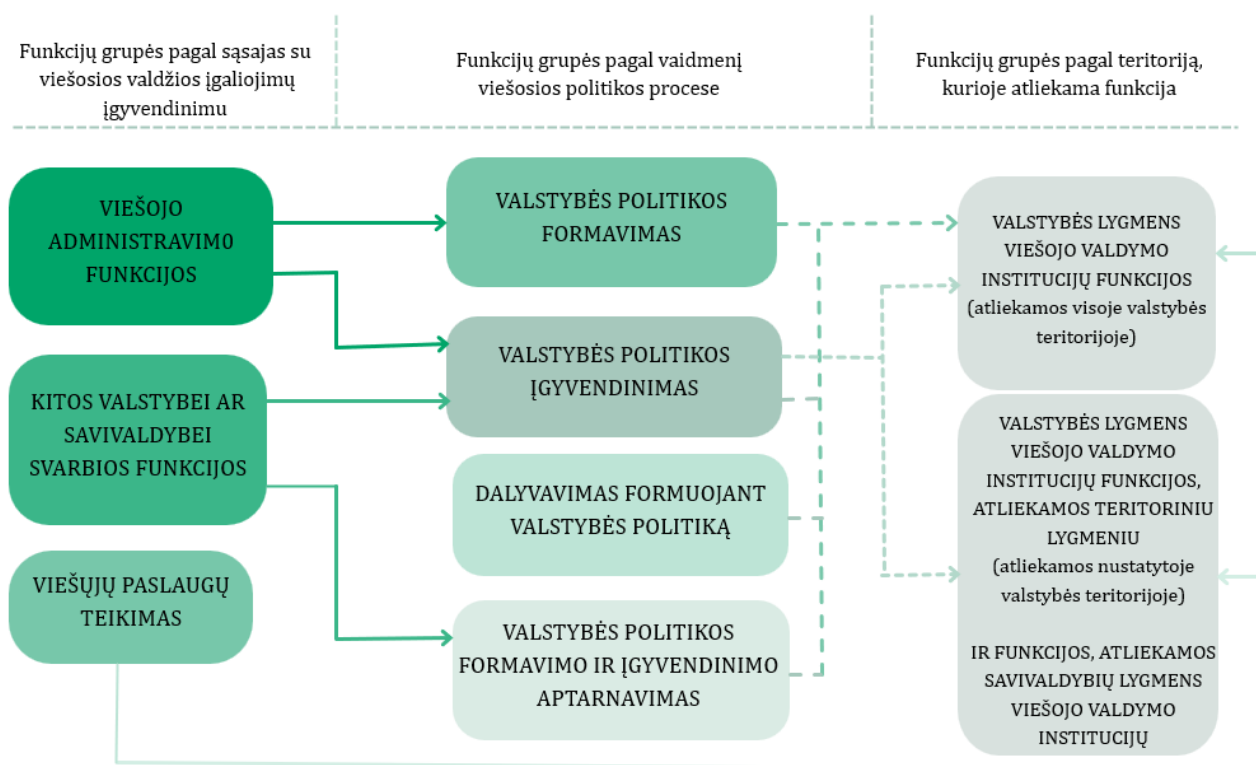 Funkcijų grupės pagal sąsajas su
viešosios valdžios įgaliojimų
įgyvendinimu
Funkcijų grupės pagal vaidmenį
viešosios politikos procese
Funkcijų grupės pagal teritoriją,
kurioje atliekama funkcija
VIEŠOJO
ADMINISTRAVIM0
FUNKCIJOS
KITOS VALSTYBEI AR
SAVIVALDYBEI
SVARBIOS FUNKCIJOS
VIEŠŲJŲ PASLAUGŲ
TEIKIMAS
VALSTYBĖS POLITIKOS
FORMAVIMAS
VALSTYBĖS POLITIKOS
ĮGYVENDINIMAS
DALYVAVIMAS FORMUOJANT
VALSTYBĖS POLITIKĄ
VALSTYBĖS POLITIKOS
FORMAVIMO IR ĮGYVENDINIMO
APTARNAVIMAS
VALSTYBĖS LYGMENS
VIEŠOJO VALDYMO
INSTITUCIJŲ FUNKCIJOS
(atliekamos visoje valstybės
teritorijoje)
VALSTYBĖS LYGMENS
VIEŠOJO VALDYMO
INSTITUCIJŲ FUNKCIJOS,
ATLIEKAMOS TERITORINIU
LYGMENIU
(atliekamos nustatytoje
valstybės teritorijoje)
IR FUNKCIJOS, ATLIEKAMOS
SAVIVALDYBIŲ LYGMENS
VIEŠOJO VALDYMO
INSTITUCIJŲ